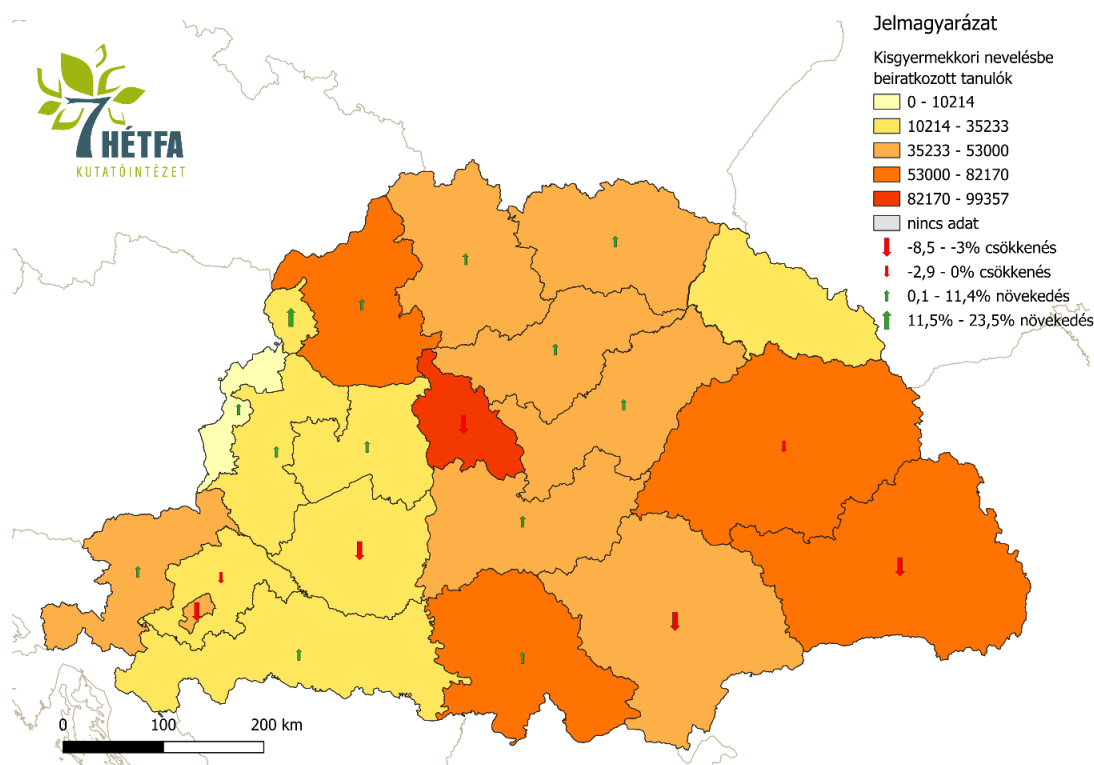 7 HÉTFA
KUTATÓINTÉZET
Jelmagyarázat
Kisgyermekkori nevelésbe
beiratkozott tanulók
0 - 10214
10214 - 35233
35233 - 53000
53000 - 82170
82170 - 99357
nincs adat
-8,5 - -3% csökkenés
-2,9 - 0% csökkenés
0,1 - 11,4% növekedés
11,5% - 23,5% növekedés
0 100 200 km